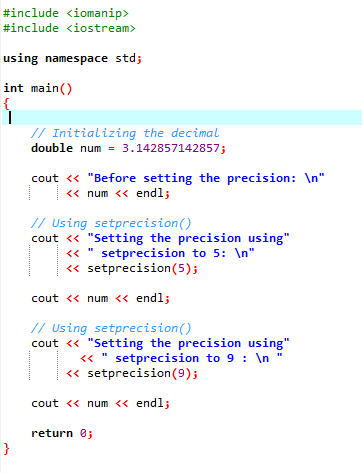 #include <iomanip>
#include <iostream>
using namespace std;
int main()
{
// Initializing the decimal
double num = 3.142857142857;
cout << "Before setting the precision: \n"
<< num << endl;
// Using setprecision()
cout << "Setting the precision using"
<< " setprecision to 5: \n"
<< setprecision(5);
cout << num << endl;
// Using setprecision()
cout << "Setting the precision using"
<< " setprecision to 9 : \n "
<< setprecision(9);
cout << num << endl;
return 0;
}